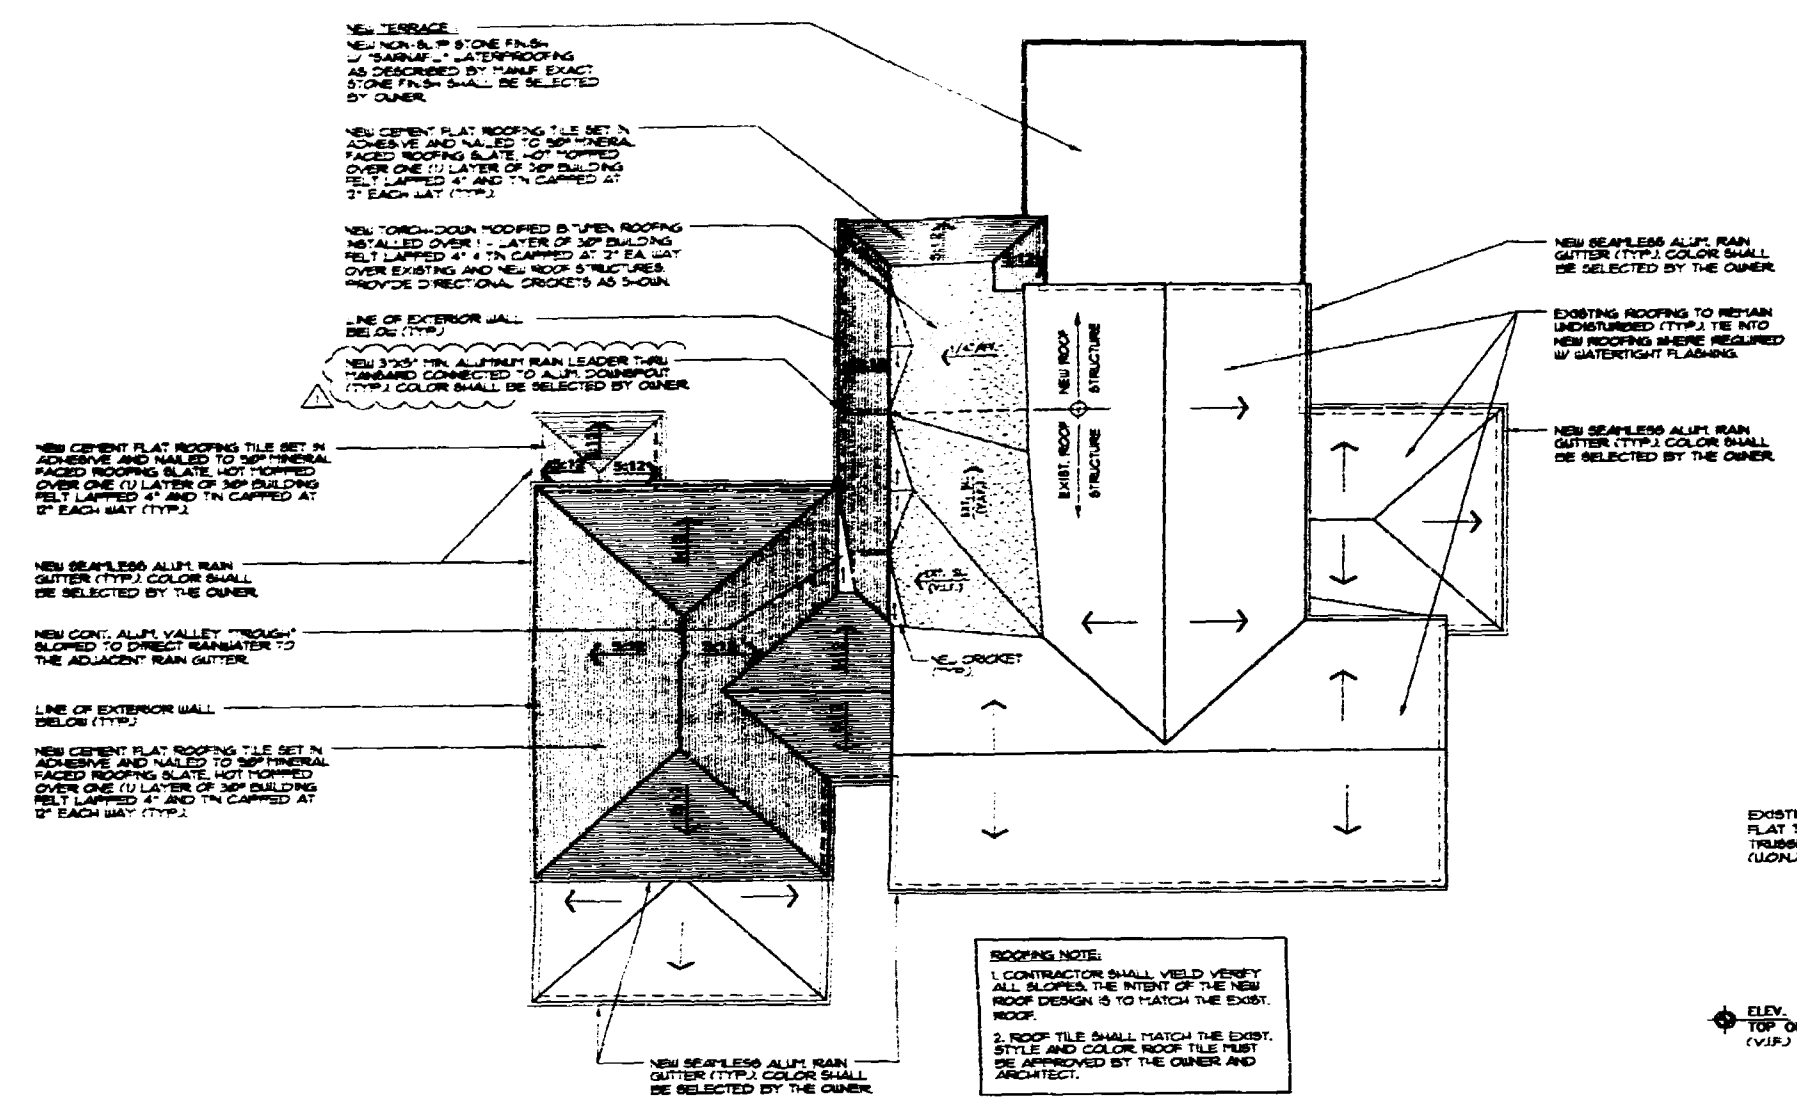 NEW TERRACE
NEW NON-SLIP STONE FINISH
W/ "SARNAFIL" WATERPROOFING
AS DESCRIBED BY MANUF. EXACT
STONE FINISH SHALL BE SELECTED
BY OWNER.
NEW CEMENT FLAT ROOFING TILE SET IN
ADHESIVE AND NAILED TO 90# MINERAL
FACED ROOFING SLATE, HOT MOPPED
OVER ONE (1) LAYER OF 30# BUILDING
FELT LAPPED 4" AND TIN CAPPED AT
12" EACH WAY (TYP.)
NEW TORCH-DOWN MODIFIED BITUMEN ROOFING
INSTALLED OVER 1 - LAYER OF 30# BUILDING
FELT LAPPED 4" & TIN CAPPED AT 12" EA. WAY
OVER EXISTING AND NEW ROOF STRUCTURES.
PROVIDE DIRECTIONAL CRICKETS AS SHOWN.
LINE OF EXTERIOR WALL
BELOW (TYP.)
NEW 3"X5" MIN. ALUMINUM RAIN LEADER THRU
MANSARD CONNECTED TO ALUM. DOWNSPOUT
(TYP.) COLOR SHALL BE SELECTED BY OWNER.
1
NEW CEMENT FLAT ROOFING TILE SET IN
ADHESIVE AND NAILED TO 90# MINERAL
FACED ROOFING SLATE, HOT MOPPED
OVER ONE (1) LAYER OF 30# BUILDING
FELT LAPPED 4" AND TIN CAPPED AT
12" EACH WAY (TYP.)
NEW SEAMLESS ALUM. RAIN
GUTTER (TYP.) COLOR SHALL
BE SELECTED BY THE OWNER.
NEW CONT. ALUM. VALLEY "TROUGH"
SLOPED TO DIRECT RAINWATER TO
THE ADJACENT RAIN GUTTER.
LINE OF EXTERIOR WALL
BELOW (TYP.)
NEW CEMENT FLAT ROOFING TILE SET IN
ADHESIVE AND NAILED TO 90# MINERAL
FACED ROOFING SLATE, HOT MOPPED
OVER ONE (1) LAYER OF 30# BUILDING
FELT LAPPED 4" AND TIN CAPPED AT
12" EACH WAY (TYP.)
5:12
5:12
5:12
5:12
NEW ROOF
STRUCTURE
EXIST. ROOF
STRUCTURE
EXT. SL.
(V.I.F.)
EXT. SL.
(V.I.F.)
NEW CRICKET
(TYP.)
NEW SEAMLESS ALUM. RAIN
GUTTER (TYP.) COLOR SHALL
BE SELECTED BY THE OWNER.
EXISTING ROOFING TO REMAIN
UNDISTURBED (TYP.) TIE INTO
NEW ROOFING WHERE REQUIRED
W/ WATERTIGHT FLASHING.
NEW SEAMLESS ALUM. RAIN
GUTTER (TYP.) COLOR SHALL
BE SELECTED BY THE OWNER.
NEW SEAMLESS ALUM. RAIN
GUTTER (TYP.) COLOR SHALL
BE SELECTED BY THE OWNER.
ROOFING NOTE:
1. CONTRACTOR SHALL VIELD VERIFY
ALL SLOPES. THE INTENT OF THE NEW
ROOF DESIGN IS TO MATCH THE EXIST.
ROOF.
2. ROOF TILE SHALL MATCH THE EXIST.
STYLE AND COLOR. ROOF TILE MUST
BE APPROVED BY THE OWNER AND
ARCHITECT.
EXISTI
FLAT T
TRUSS
(U.O.N.
ELEV.
TOP O
(V.I.F.)